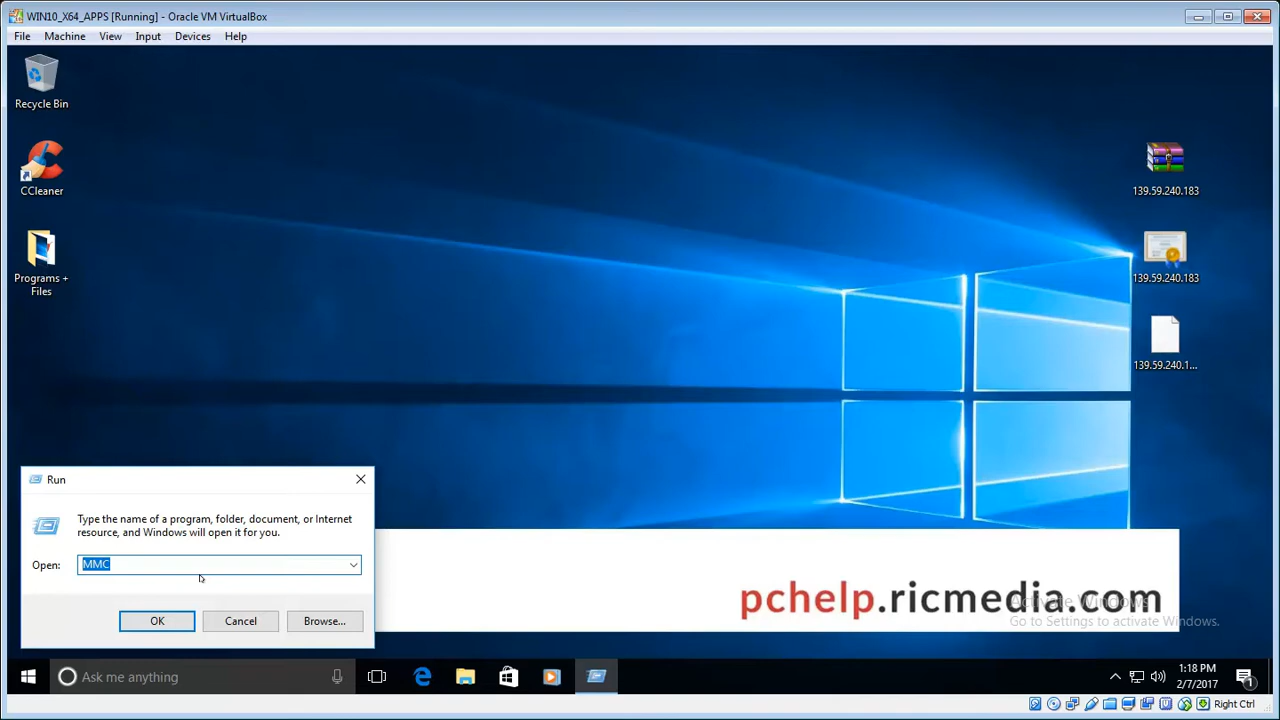 WIN10_X64_APPS [Running] - Oracle VM VirtualBox
File Machine View Input Devices Help
Recycle Bin
CCleaner
Programs +
Files
139.59.240.183
139.59.240.183
139.59.240.1...
Run
Type the name of a program, folder, document, or Internet
resource, and Windows will open it for you.
Open: MMC
OK Cancel Browse...
pchelp.ricmedia.com
Activate Windows
Go to Settings to activate Windows.
Ask me anything
1:18 PM
2/7/2017
1
Right Ctrl